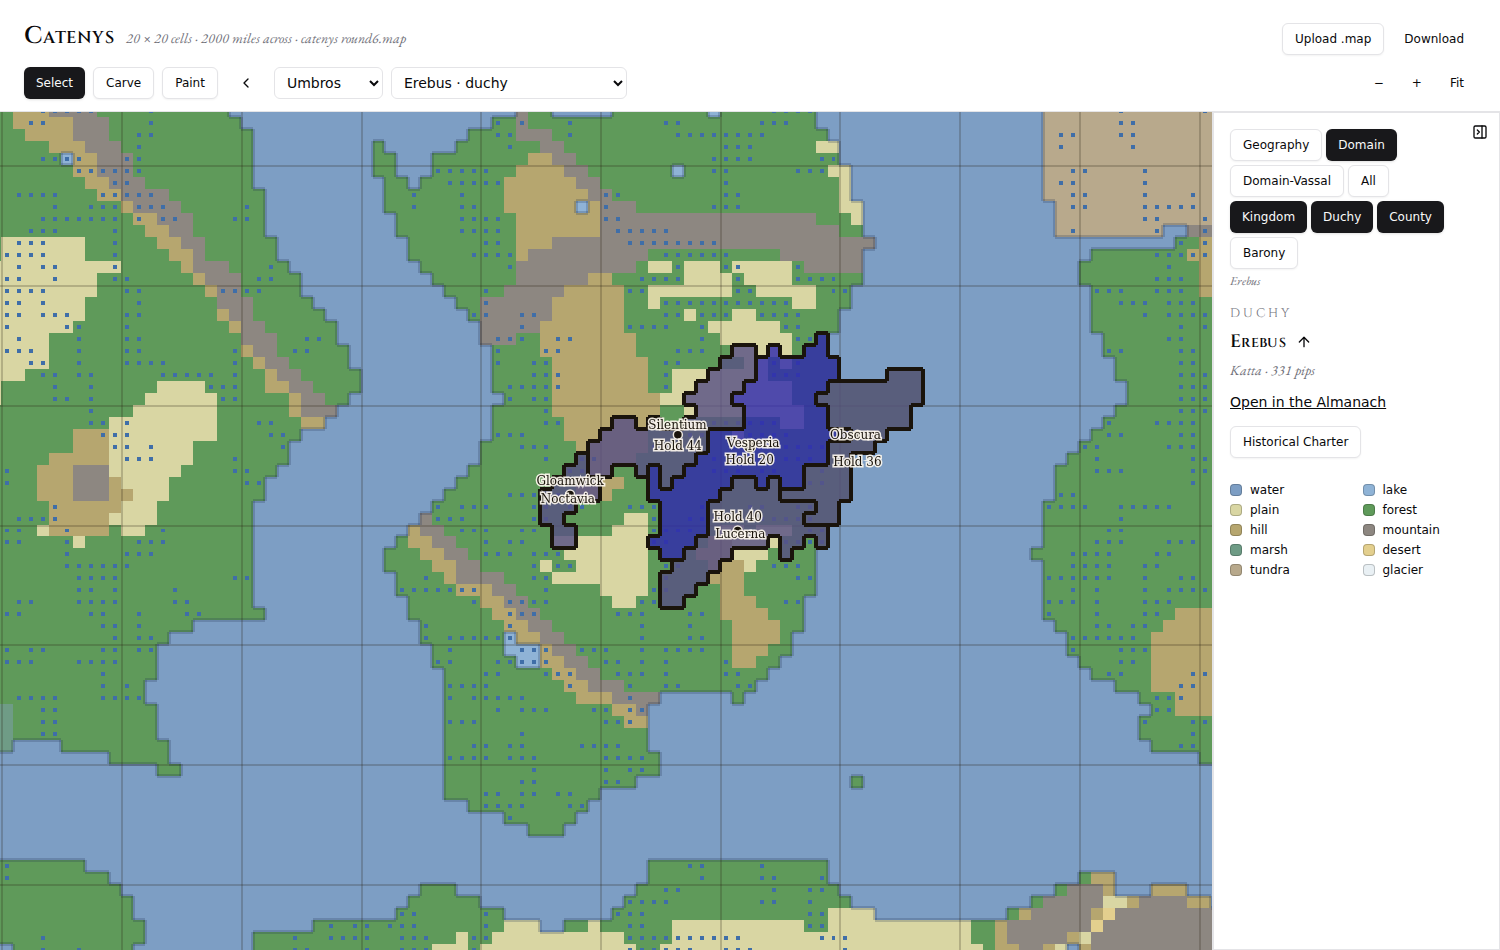 Catenys 20 × 20 cells · 2000 miles across · catenys round6.map
Upload .map
Download
Select
Carve
Paint
Umbros
Erebus · duchy
−
+
Fit
Silentium
Hold 44
Vesperia
Hold 20
Obscura
Hold 36
Gloamwick
Noctavia
Hold 40
Lucerna
Geography
Domain
Domain-Vassal
All
Kingdom
Duchy
County
Barony
Erebus
DUCHY
Erebus
Katta · 331 pips
Open in the Almanach
Historical Charter
water
lake
plain
forest
hill
mountain
marsh
desert
tundra
glacier